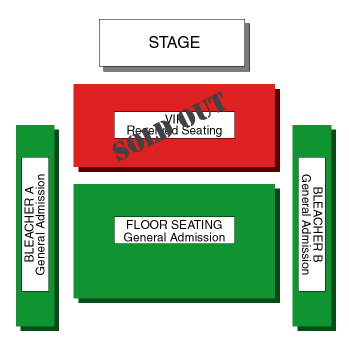 STAGE
VIP
Reserved Seating
SOLD OUT
BLEACHER A
General Admission
FLOOR SEATING
General Admission
BLEACHER B
General Admission